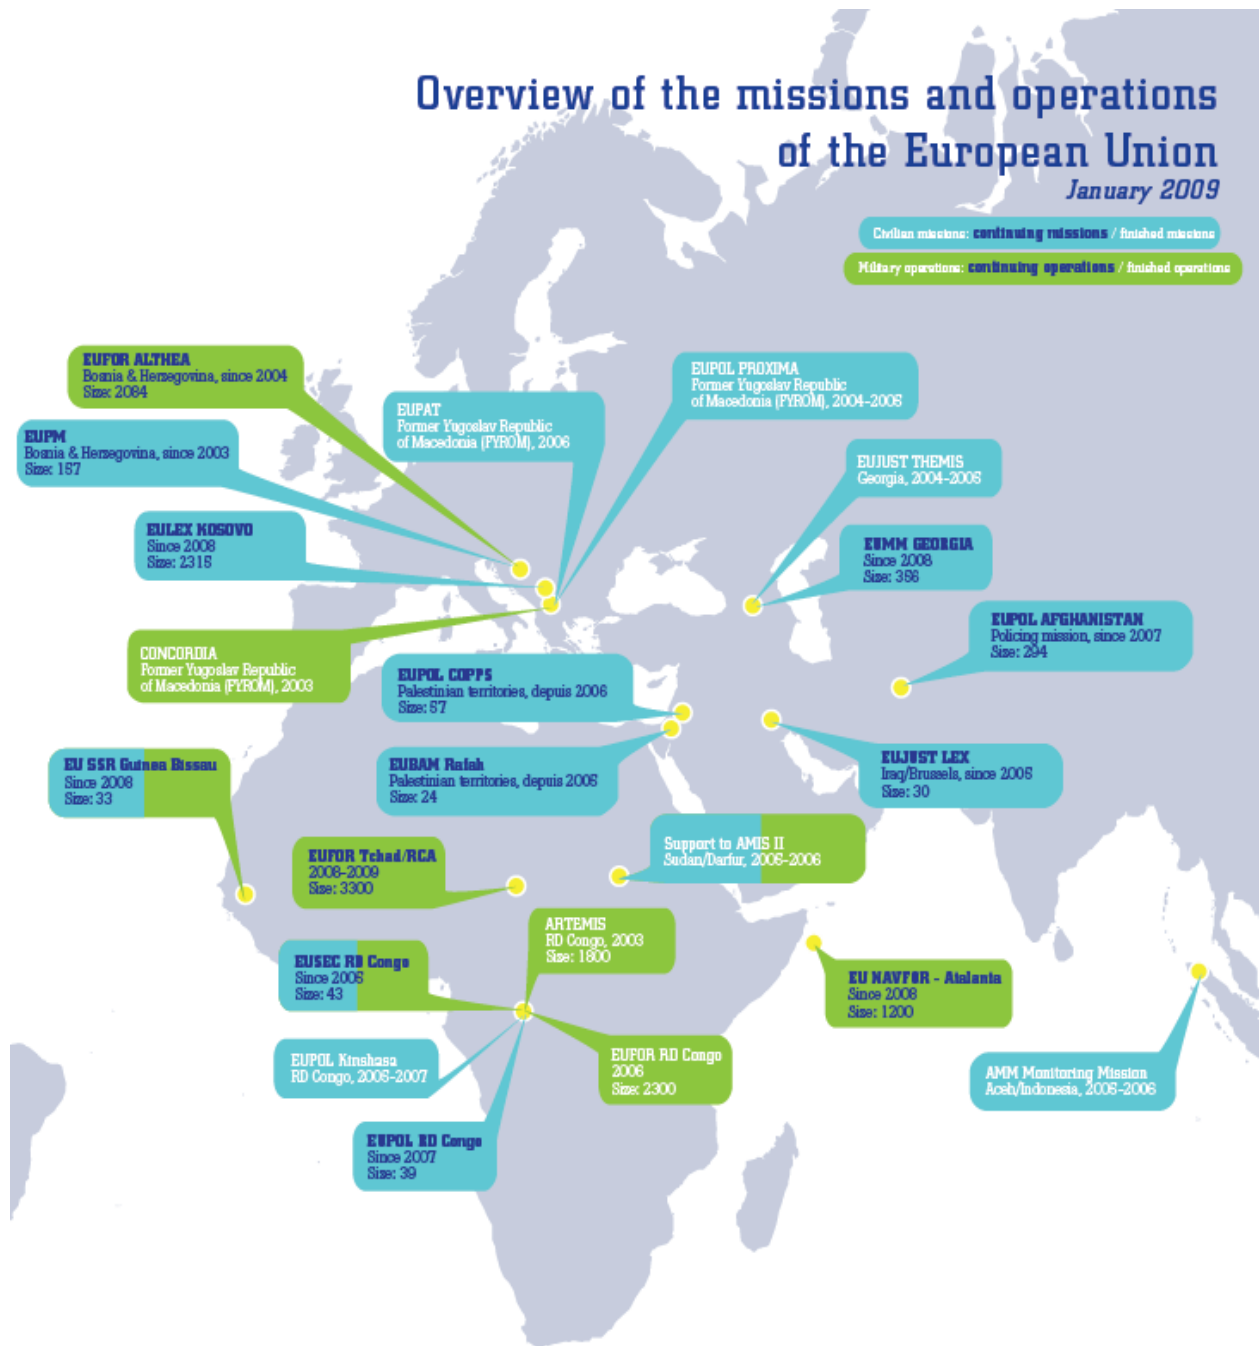 Overview of the missions and operations
of the European Union
January 2009
Civilian missions: continuing missions / finished missions
Military operations: continuing operations / finished operations
EUFOR ALTHEA
Bosnia & Herzegovina, since 2004
Size: 2084
EUPM
Bosnia & Herzegovina, since 2003
Size: 157
EULEX KOSOVO
Since 2008
Size: 2315
CONCORDIA
Former Yugoslav Republic
of Macedonia (FYROM), 2003
EUPAT
Former Yugoslav Republic
of Macedonia (FYROM), 2006
EUPOL PROXIMA
Former Yugoslav Republic
of Macedonia (FYROM), 2004-2005
EUJUST THEMIS
Georgia, 2004-2005
EUMM GEORGIA
Since 2008
Size: 356
EUPOL AFGHANISTAN
Policing mission, since 2007
Size: 294
EUPOL COPPS
Palestinian territories, depuis 2006
Size: 57
EUBAM Rafah
Palestinian territories, depuis 2005
Size: 24
EUJUST LEX
Iraq/Brussels, since 2005
Size: 30
EU SSR Guinea Bissau
Since 2008
Size: 33
EUFOR Tchad/RCA
2008-2009
Size: 3300
Support to AMIS II
Sudan/Darfur, 2005-2006
ARTEMIS
RD Congo, 2003
Size: 1800
EUSEC RD Congo
Since 2005
Size: 43
EU NAVFOR - Atalanta
Since 2008
Size: 1200
EUPOL Kinshasa
RD Congo, 2005-2007
EUFOR RD Congo
2006
Size: 2300
AMM Monitoring Mission
Aceh/Indonesia, 2005-2006
EUPOL RD Congo
Since 2007
Size: 39